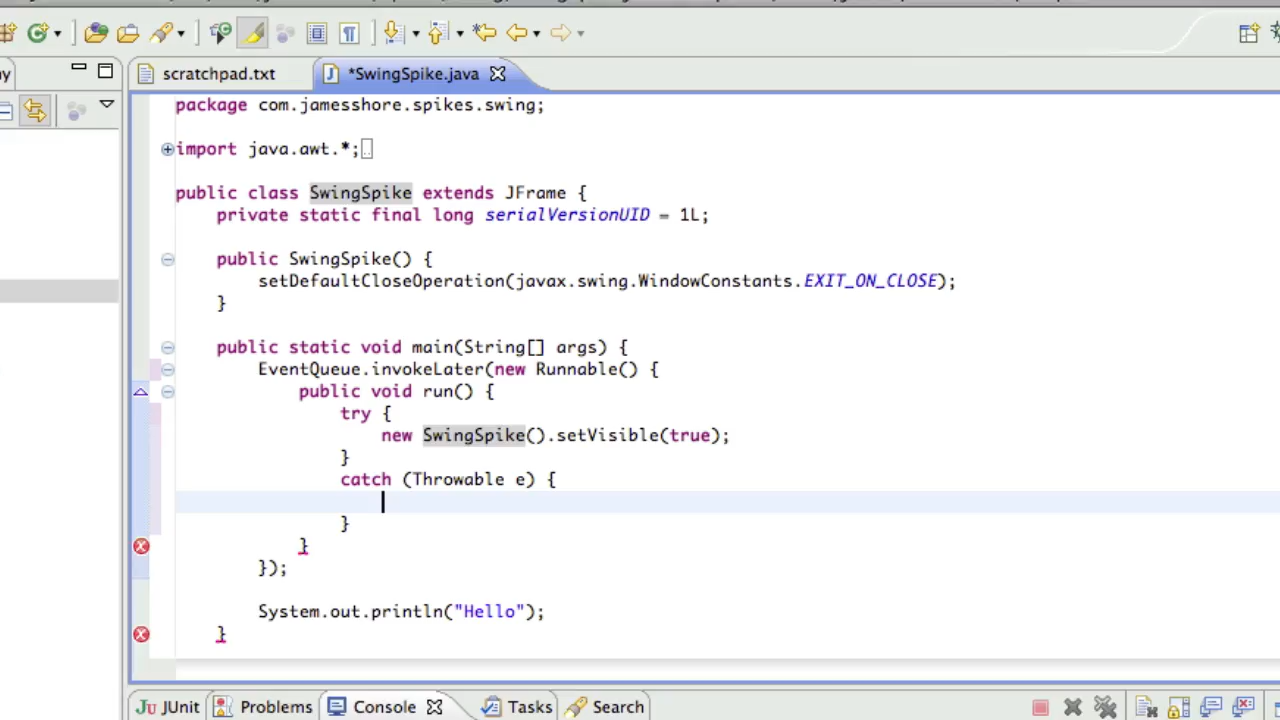 y
scratchpad.txt
*SwingSpike.java
package com.jamesshore.spikes.swing;
import java.awt.*;
public class SwingSpike extends JFrame {
private static final long serialVersionUID = 1L;
public SwingSpike() {
setDefaultCloseOperation(javax.swing.WindowConstants.EXIT_ON_CLOSE);
}
public static void main(String[] args) {
EventQueue.invokeLater(new Runnable() {
public void run() {
try {
new SwingSpike().setVisible(true);
}
catch (Throwable e) {
}
}
});
System.out.println("Hello");
}
JUnit
Problems
Console
Tasks
Search